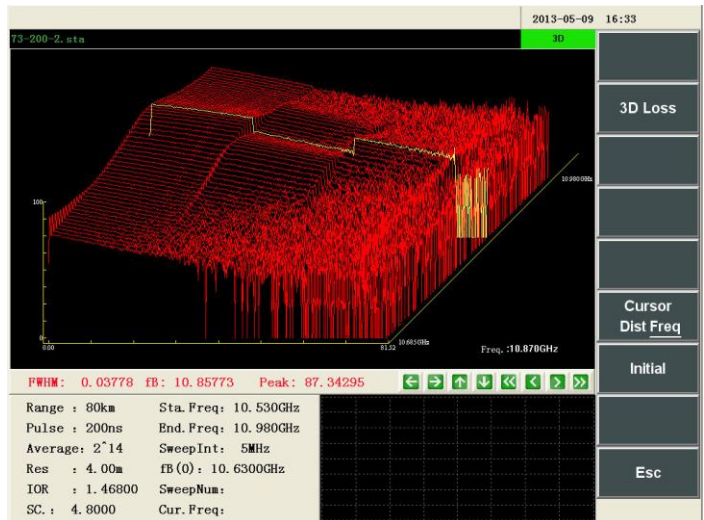 2013-05-09 16:33
73-200-2.sta 3D
3D Loss
10.980GHz
100
Cursor
Dist Freq
0
0.00 81.32 10.685GHz
Freq.:10.870GHz
Initial
FWHM: 0.03778 fB: 10.85773 Peak: 87.34295
Range : 80km Sta.Freq: 10.530GHz
Pulse : 200ns End.Freq: 10.980GHz
Average: 2^14 SweepInt: 5MHz
Res : 4.00m fB(0): 10.6300GHz
IOR : 1.46800 SweepNum:
SC.: 4.8000 Cur.Freq:
Esc